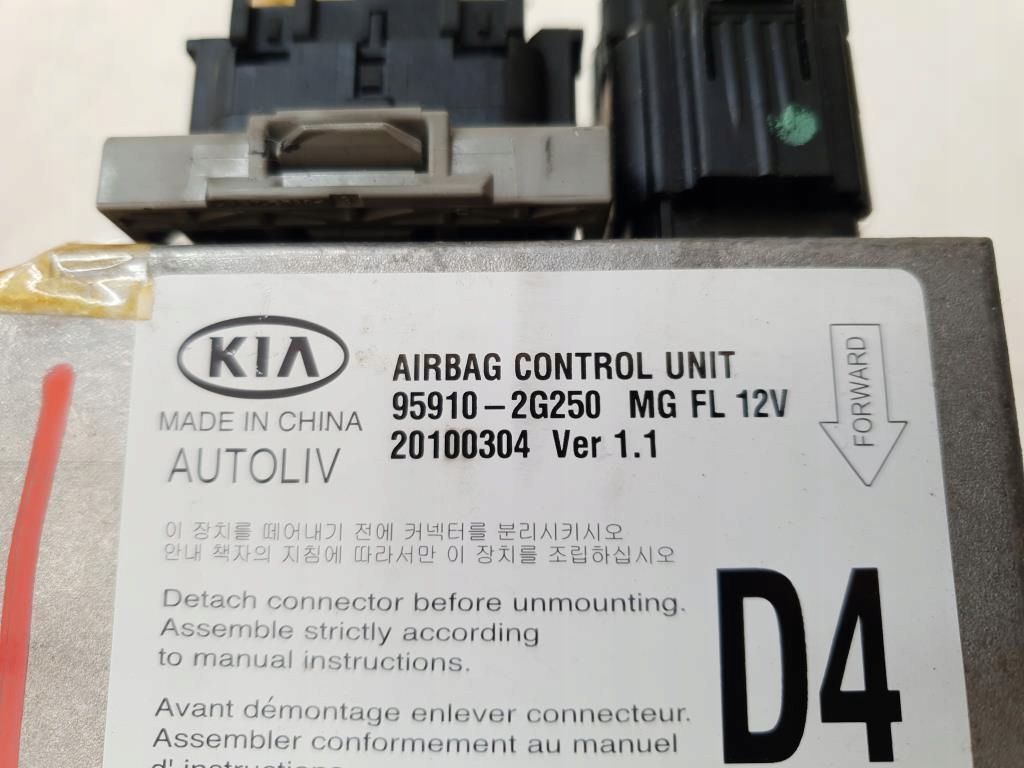 KIA
MADE IN CHINA
AUTOLIV
AIRBAG CONTROL UNIT
95910-2G250 MG FL 12V
20100304 Ver 1.1
FORWARD
이 장치를 떼어내기 전에 커넥터를 분리시키시오
안내 책자의 지침에 따라서만 이 장치를 조립하십시오
Detach connector before unmounting.
Assemble strictly according
to manual instructions.
D4
Avant démontage enlever connecteur.
Assembler conformement au manuel
d'instructions